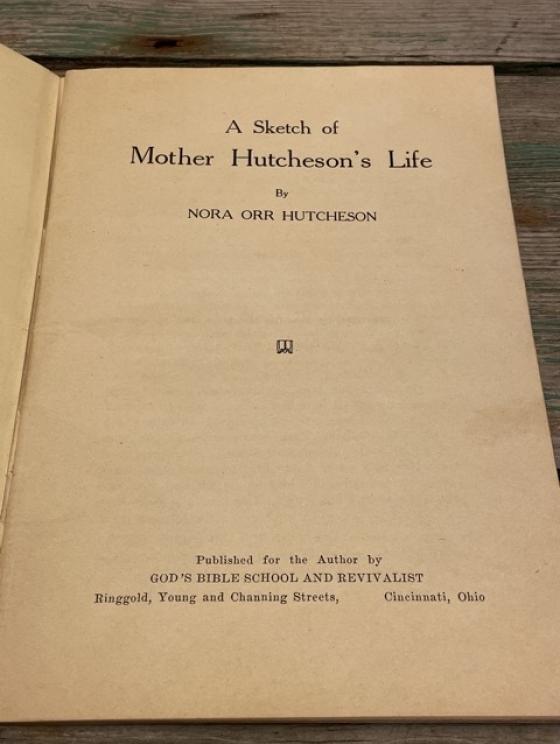 A Sketch of
Mother Hutcheson's Life
By
NORA ORR HUTCHESON
Published for the Author by
GOD'S BIBLE SCHOOL AND REVIVALIST
Ringgold, Young and Channing Streets, Cincinnati, Ohio